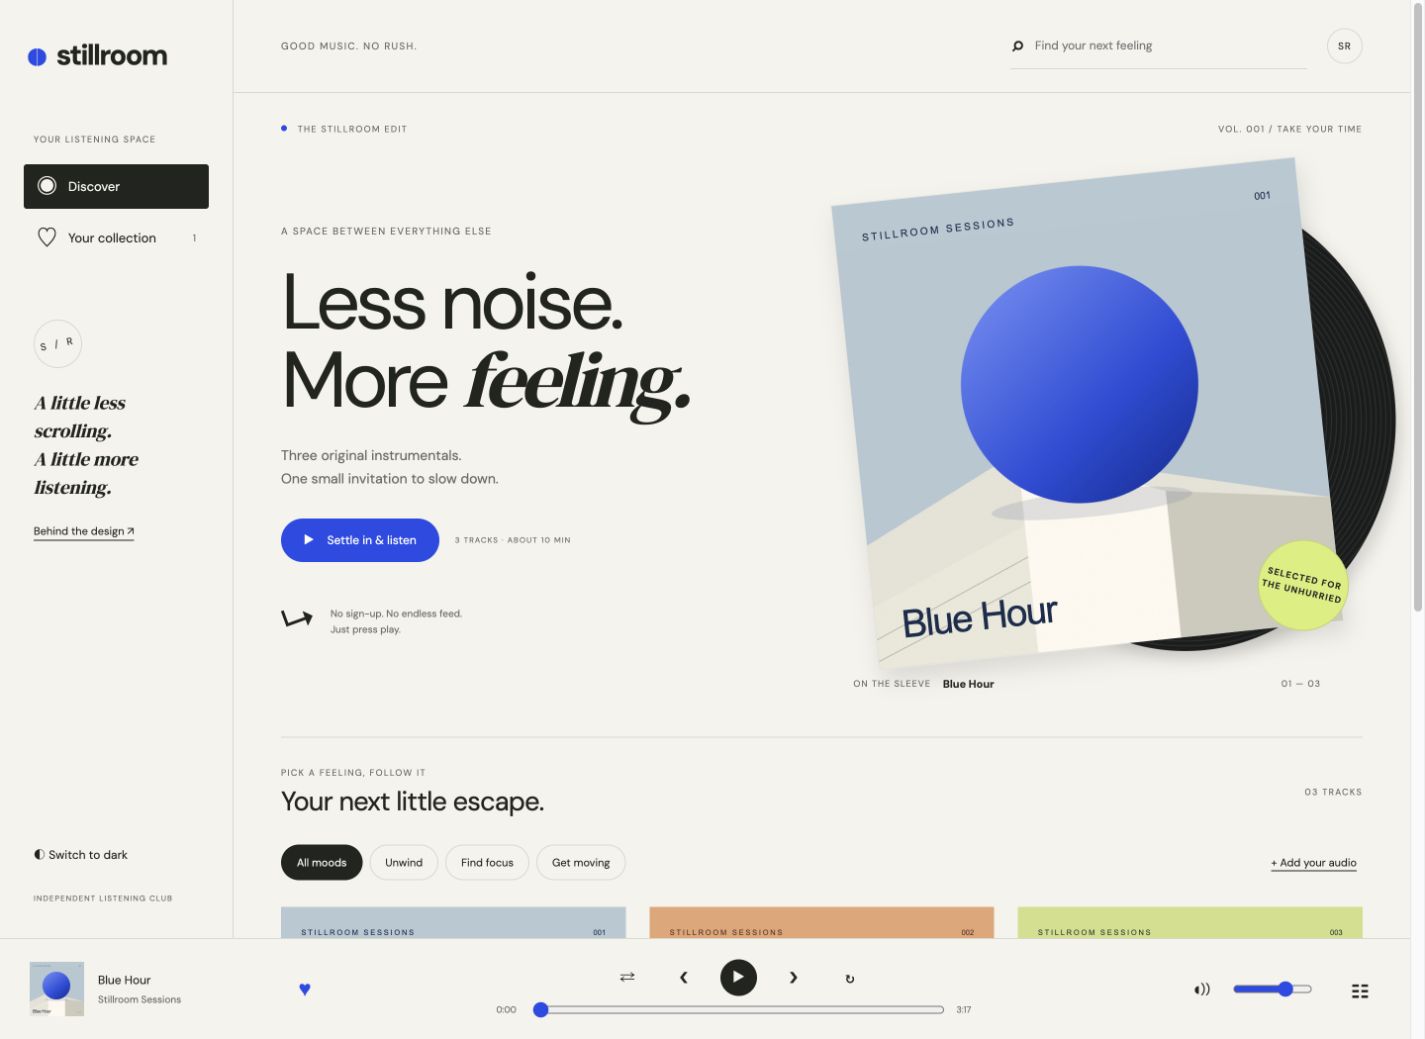 stillroom
GOOD MUSIC. NO RUSH.
Find your next feeling
SR
YOUR LISTENING SPACE
Discover
Your collection 1
S / R
A little less
scrolling.
A little more
listening.
Behind the design ↗
Switch to dark
INDEPENDENT LISTENING CLUB
THE STILLROOM EDIT
VOL. 001 / TAKE YOUR TIME
A SPACE BETWEEN EVERYTHING ELSE
Less noise.
More feeling.
Three original instrumentals.
One small invitation to slow down.
Settle in & listen
3 TRACKS · ABOUT 10 MIN
No sign-up. No endless feed.
Just press play.
STILLROOM SESSIONS
001
Blue Hour
SELECTED FOR
THE UNHURRIED
ON THE SLEEVE Blue Hour
01 — 03
PICK A FEELING, FOLLOW IT
Your next little escape.
03 TRACKS
All moods
Unwind
Find focus
Get moving
+ Add your audio
STILLROOM SESSIONS 001
STILLROOM SESSIONS 002
STILLROOM SESSIONS 003
Blue Hour
Blue Hour
Stillroom Sessions
0:00
3:17